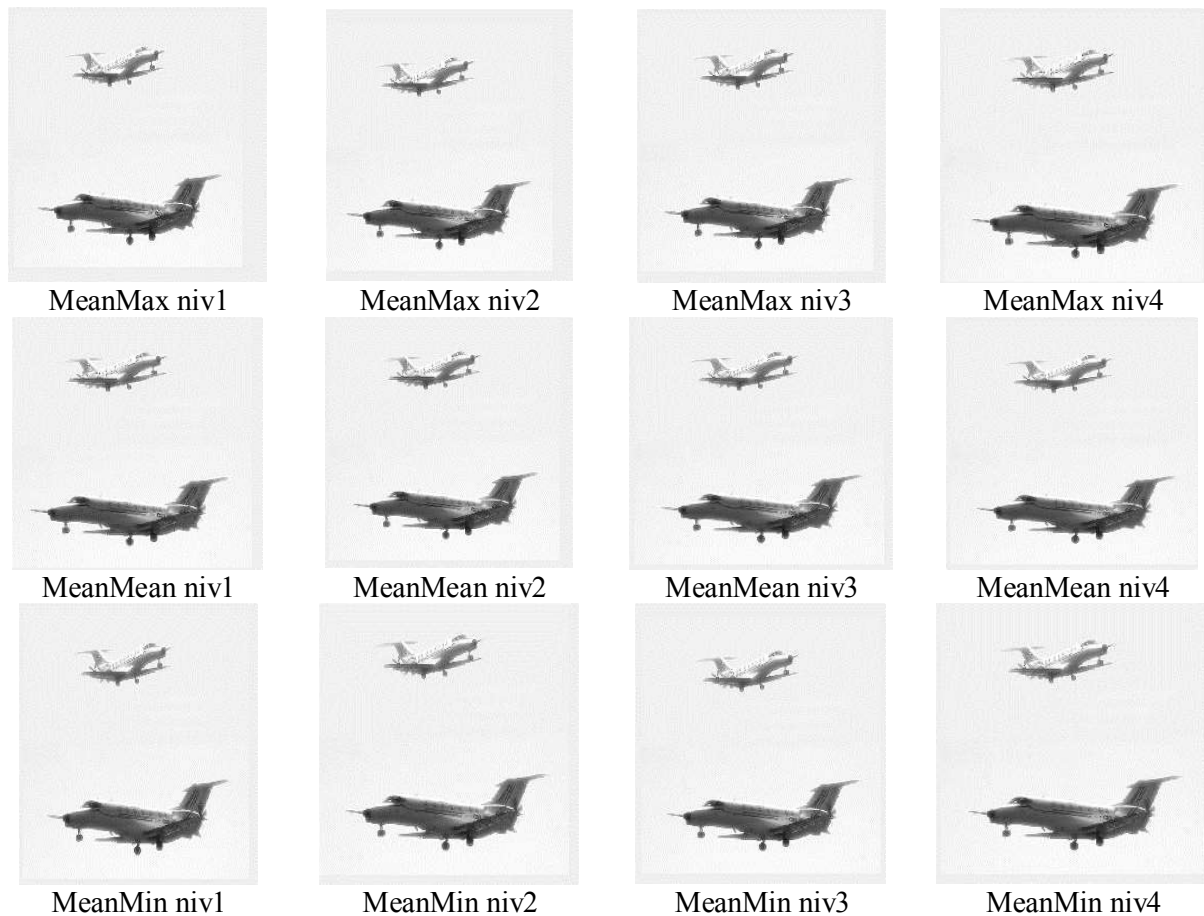 MeanMax niv1
MeanMax niv2
MeanMax niv3
MeanMax niv4
MeanMean niv1
MeanMean niv2
MeanMean niv3
MeanMean niv4
MeanMin niv1
MeanMin niv2
MeanMin niv3
MeanMin niv4